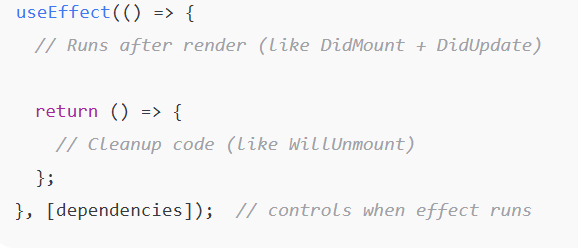 useEffect(() => {
  // Runs after render (like DidMount + DidUpdate)

  return () => {
    // Cleanup code (like WillUnmount)
  };
}, [dependencies]);  // controls when effect runs